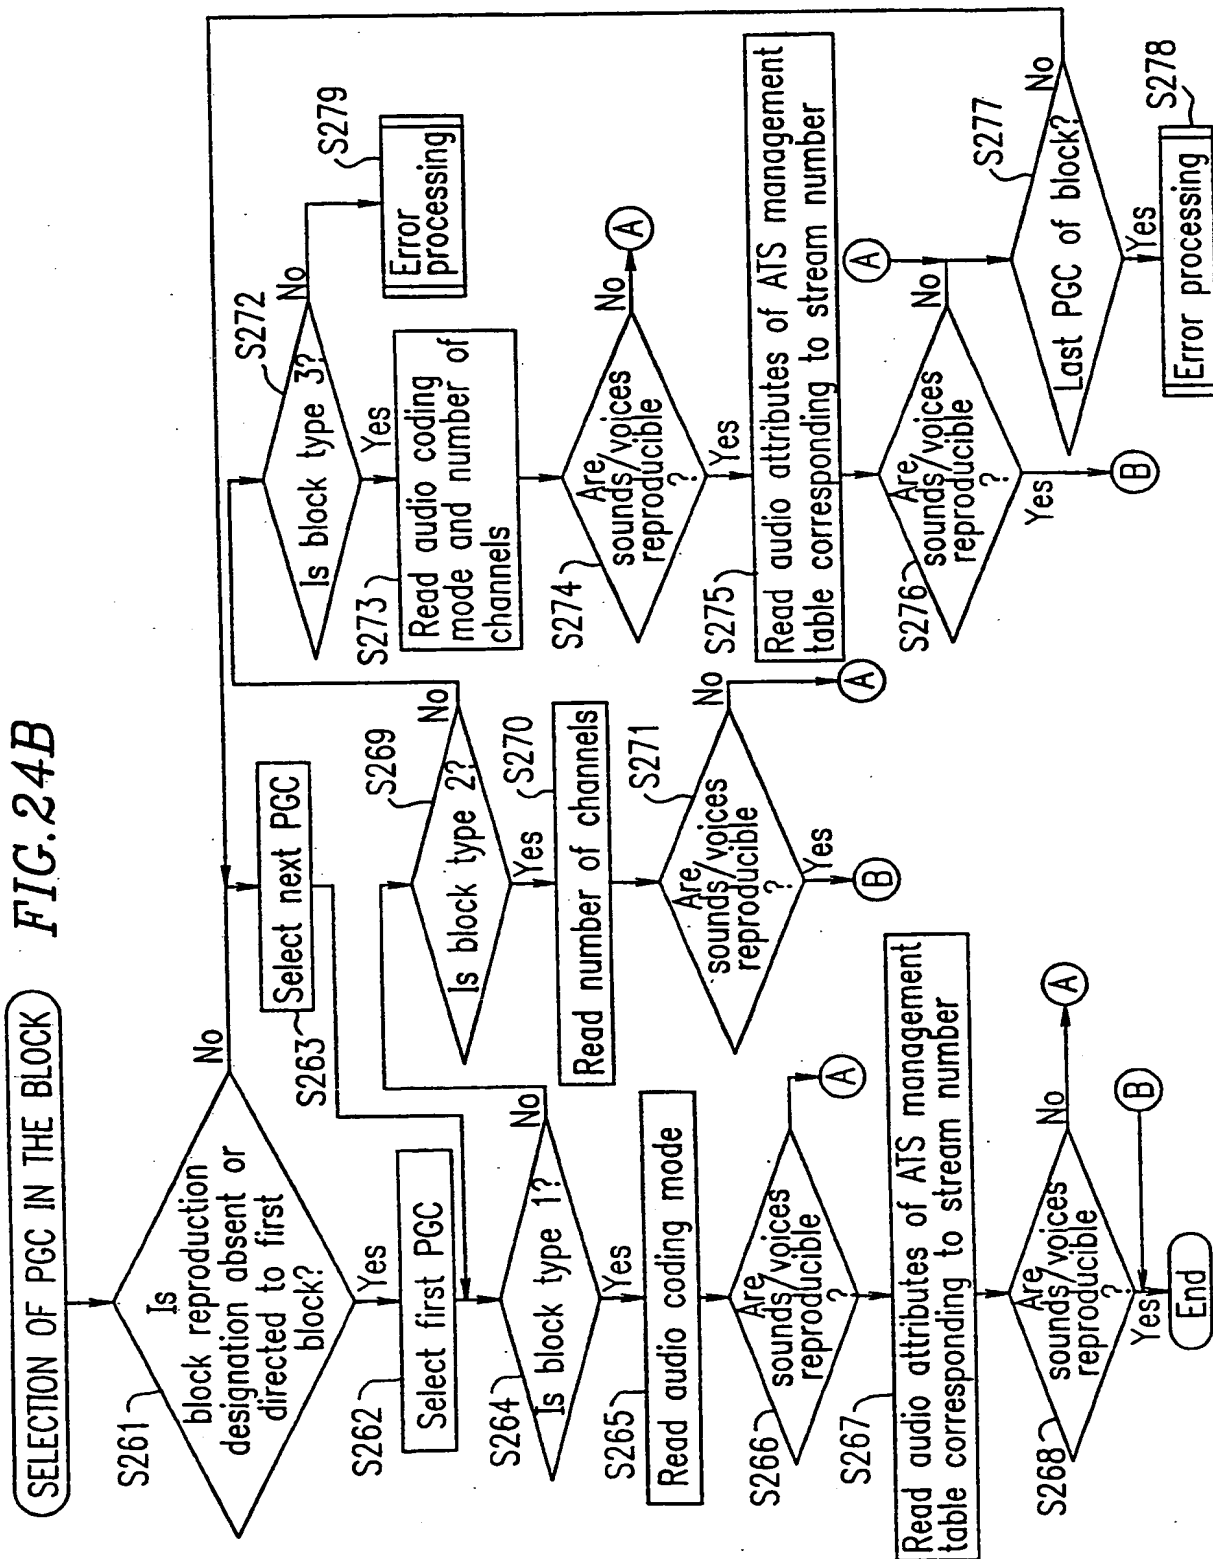 FIG.24B
SELECTION OF PGC IN THE BLOCK
S261
Is
block reproduction
designation absent or
directed to first
block?
No
Yes
S262
Select first PGC
S263
Select next PGC
S264
Is block type 1?
No
Yes
S265
Read audio coding mode
S266
Are
sounds/voices
reproducible
?
A
S267
Read audio attributes of ATS management
table corresponding to stream number
S268
Are
sounds/voices
reproducible
?
No
A
Yes
B
End
S269
Is block type 2?
No
Yes
S270
Read number of channels
S271
Are
sounds/voices
reproducible
?
No
A
Yes
B
S272
Is block type 3?
No
Yes
S279
Error
processing
S273
Read audio coding
mode and number of
channels
S274
Are
sounds/voices
reproducible
?
No
A
Yes
S275
Read audio attributes of ATS management
table corresponding to stream number
S276
Are
sounds/voices
reproducible
?
No
Yes
B
A
S277
Last PGC of block?
No
Yes
S278
Error processing